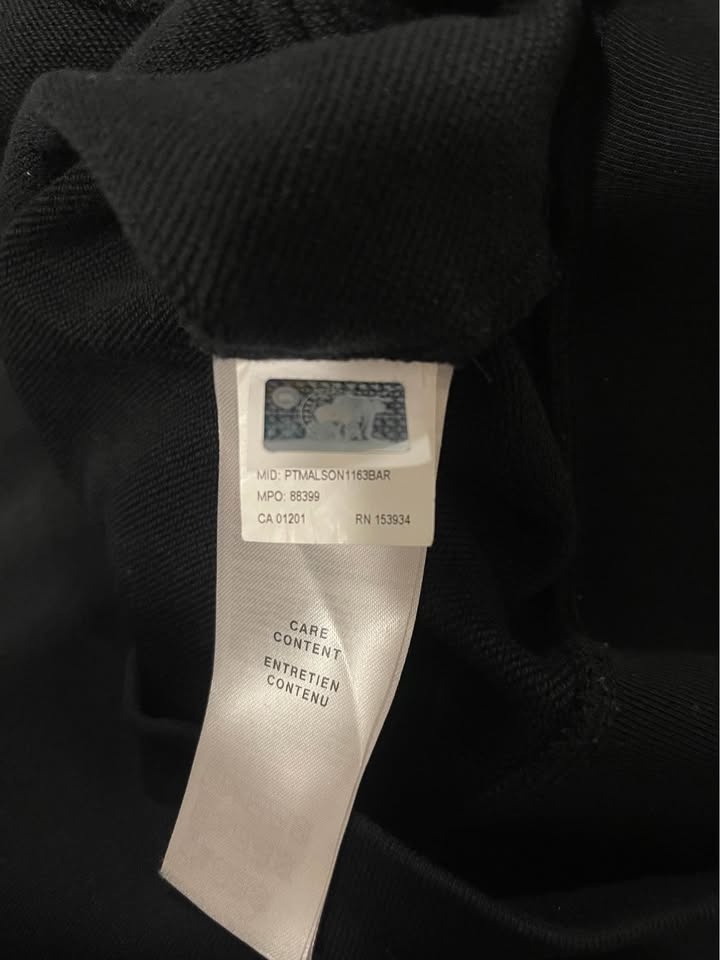 MID: PTMALSON1163BAR
MPO: 88399
CA 01201 RN 153934
CARE
CONTENT
ENTRETIEN
CONTENU